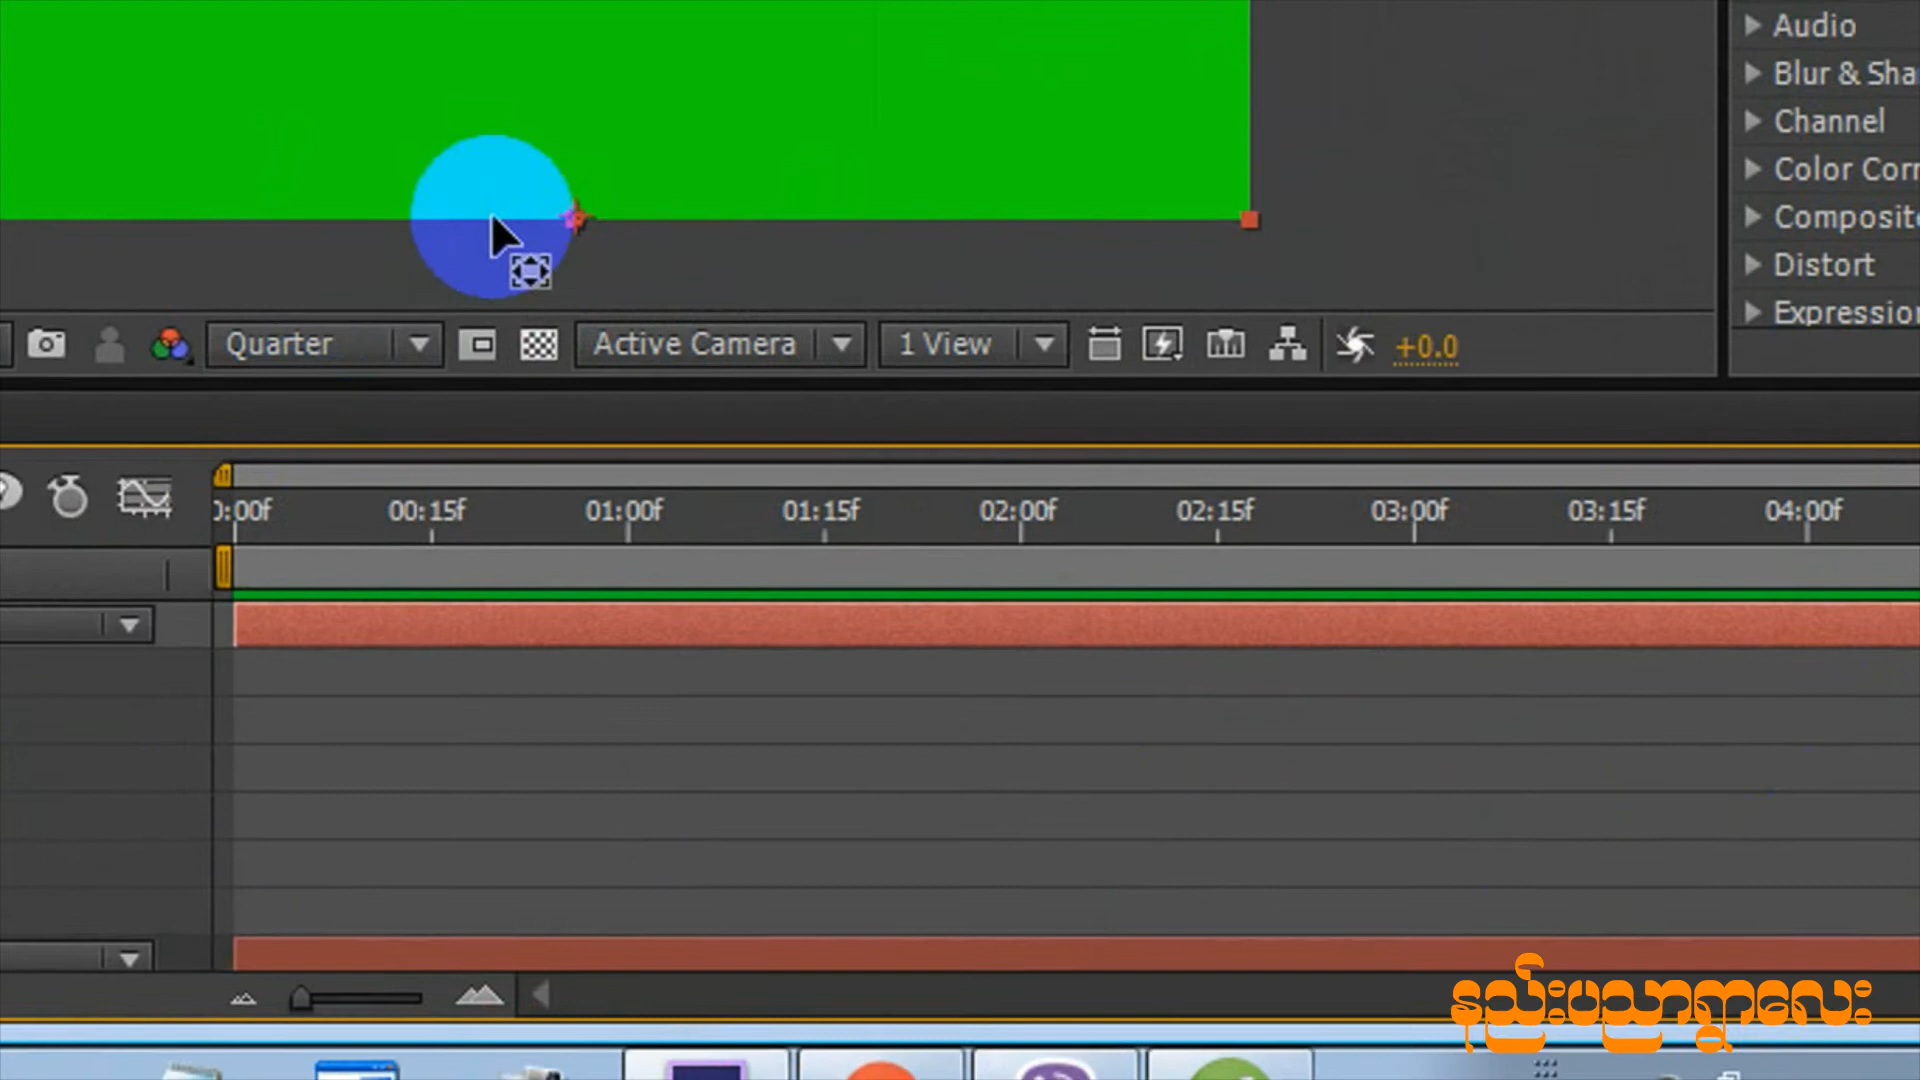 Audio
Blur & Sha
Channel
Color Corr
Composite
Distort
Expression
Quarter
Active Camera
1 View
+0.0
0:00f 00:15f 01:00f 01:15f 02:00f 02:15f 03:00f 03:15f 04:00f
နည်းပညာရွာလေး